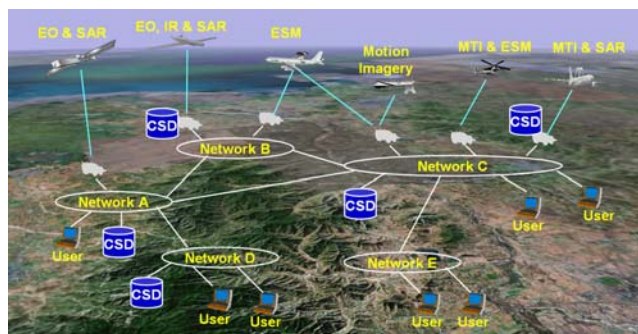 EO & SAR
EO, IR & SAR
ESM
Motion
Imagery
MTI & ESM
MTI & SAR
CSD
CSD
Network B
Network C
Network A
CSD
User
User
User
CSD
Network D
Network E
CSD
User
User
User
User